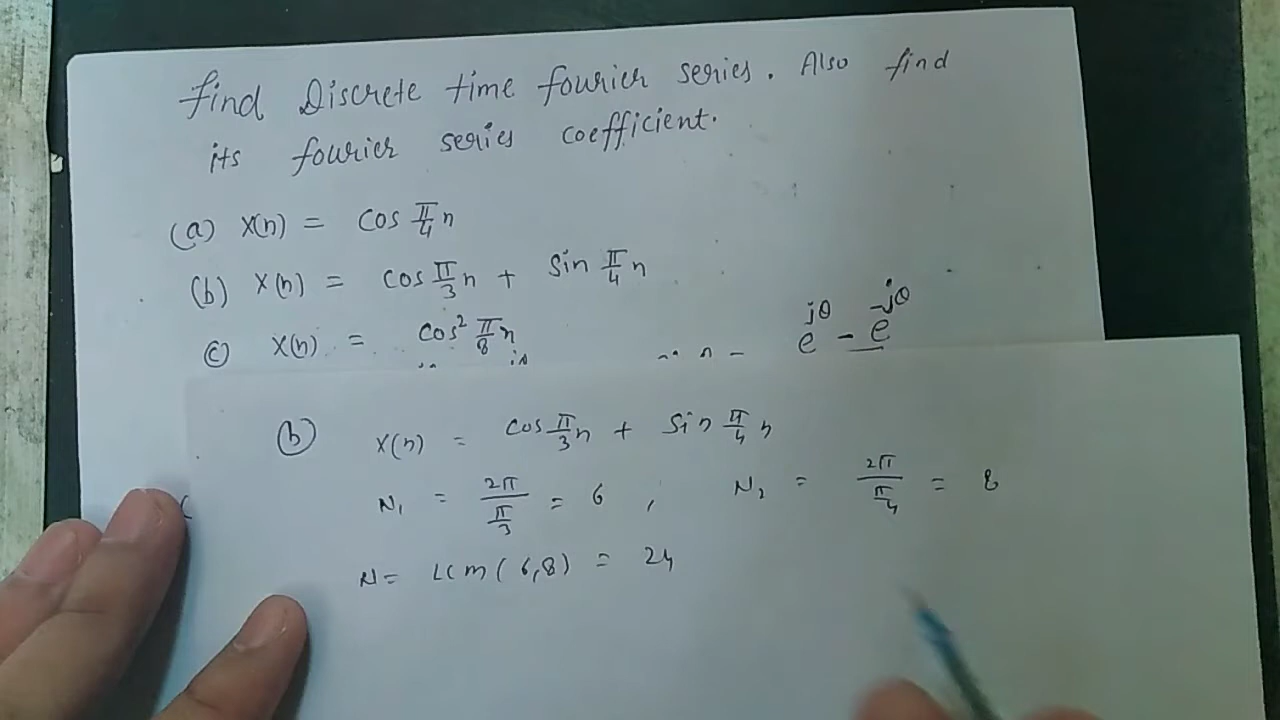 find Discrete time fourier series. Also find
its fourier series coefficient.
(a) x(n) = cos π/4 n
(b) x(n) = cos π/3 n + sin π/4 n
(c) x(n) = cos² π/8 n
e^jθ - e^-jθ
(b) x(n) = cos π/3 n + sin π/4 n
N₁ = 2π/(π/3) = 6 , N₂ = 2π/(π/4) = 8
N = LCM (6,8) = 24